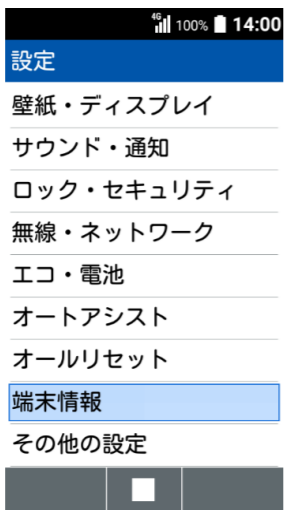 4G 100% 14:00
設定
壁紙・ディスプレイ
サウンド・通知
ロック・セキュリティ
無線・ネットワーク
エコ・電池
オートアシスト
オールリセット
端末情報
その他の設定